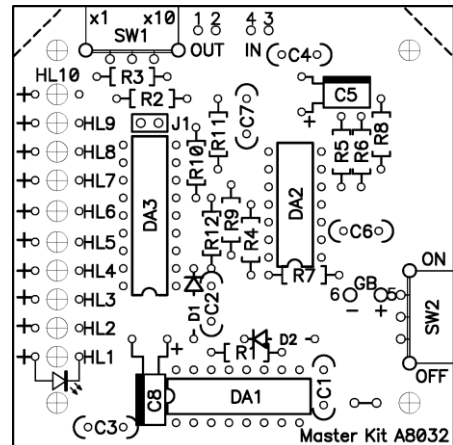 x1 x10
SW1
1 2 4 3
OUT IN
C4
HL10
R3
R2
C5
+
HL9
J1
R11
C7
+
R5
R6
R8
+
HL8
R10
+
HL7
DA3
DA2
+
HL6
R12
R9
R4
+
HL5
C6
+
HL4
R7
ON
+
HL3
D1
C2
6
GB
5
-
+
SW2
+
HL2
D2
+
HL1
+
R1
OFF
C8
DA1
C1
C3
Master Kit A8032